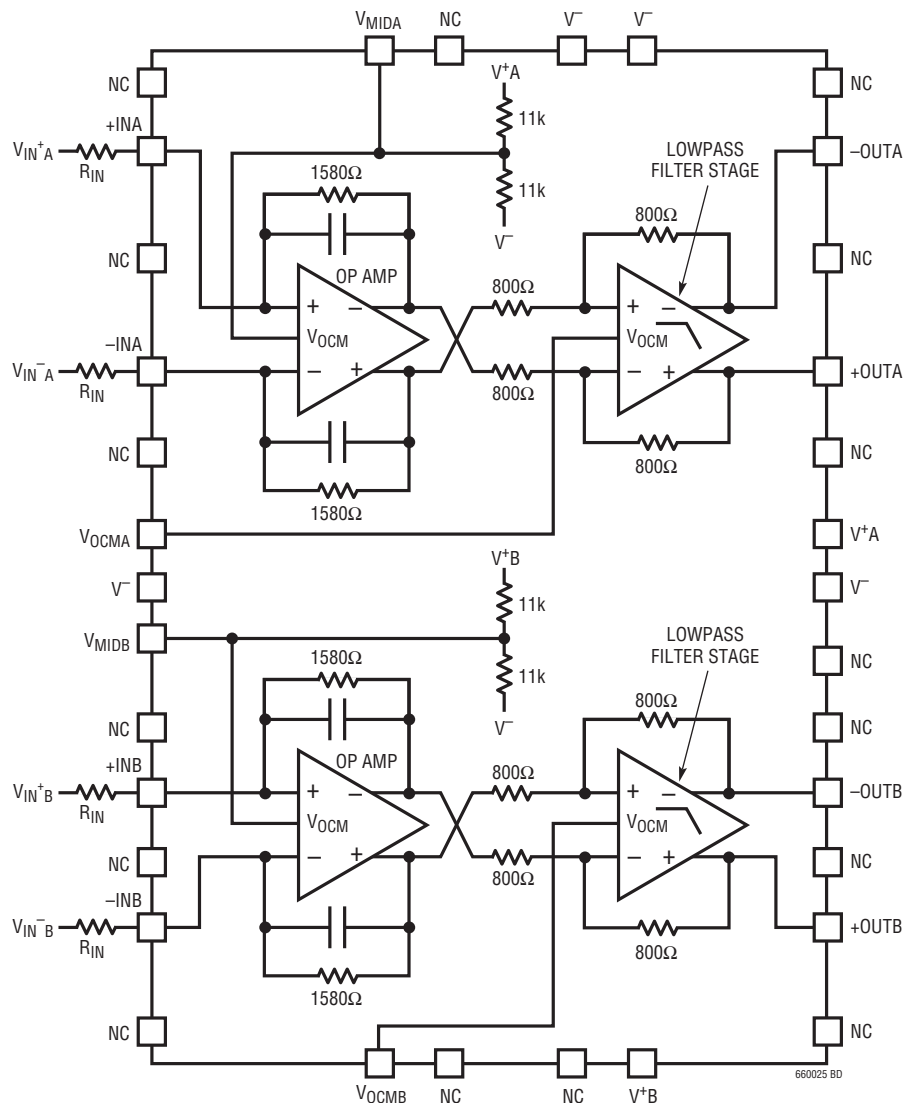 VMIDA NC V– V–
NC
V+A
NC
+INA
11k
VIN+A
RIN
LOWPASS
FILTER STAGE
–OUTA
1580Ω
11k
V–
800Ω
NC
OP AMP
NC
800Ω
+ –
+ –
–INA
VOCM
VOCM
VIN–A
RIN
– +
800Ω
– +
+OUTA
NC
800Ω
NC
1580Ω
VOCMA
V+A
V+B
V–
11k
V–
VMIDB
LOWPASS
FILTER STAGE
1580Ω
11k
NC
V–
NC
800Ω
NC
+INB
OP AMP
800Ω
VIN+B
RIN
+ –
+ –
–OUTB
VOCM
VOCM
NC
– +
800Ω
– +
NC
–INB
VIN–B
RIN
800Ω
+OUTB
1580Ω
NC
NC
660025 BD
VOCMB NC NC V+B